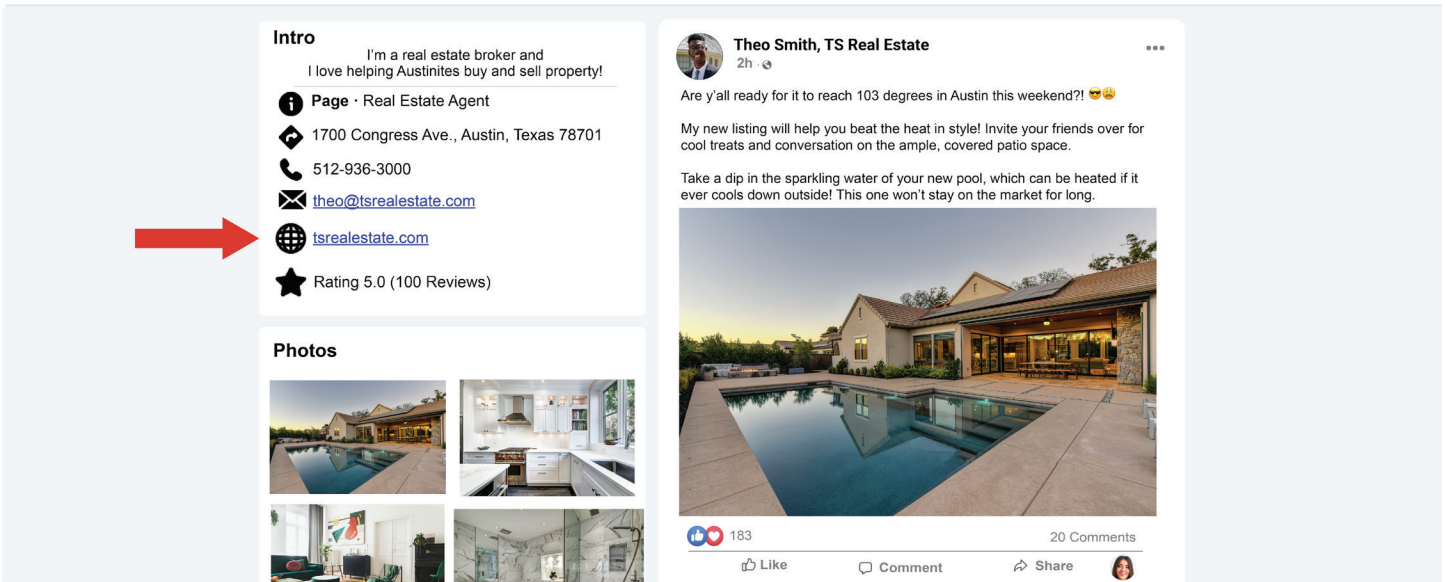 Intro
I'm a real estate broker and
I love helping Austinites buy and sell property!
Page · Real Estate Agent
1700 Congress Ave., Austin, Texas 78701
512-936-3000
theo@tsrealestate.com
tsrealestate.com
Rating 5.0 (100 Reviews)
Photos
Theo Smith, TS Real Estate
2h ·
Are y'all ready for it to reach 103 degrees in Austin this weekend?! 😎😩
My new listing will help you beat the heat in style! Invite your friends over for
cool treats and conversation on the ample, covered patio space.
Take a dip in the sparkling water of your new pool, which can be heated if it
ever cools down outside! This one won't stay on the market for long.
183
20 Comments
Like
Comment
Share